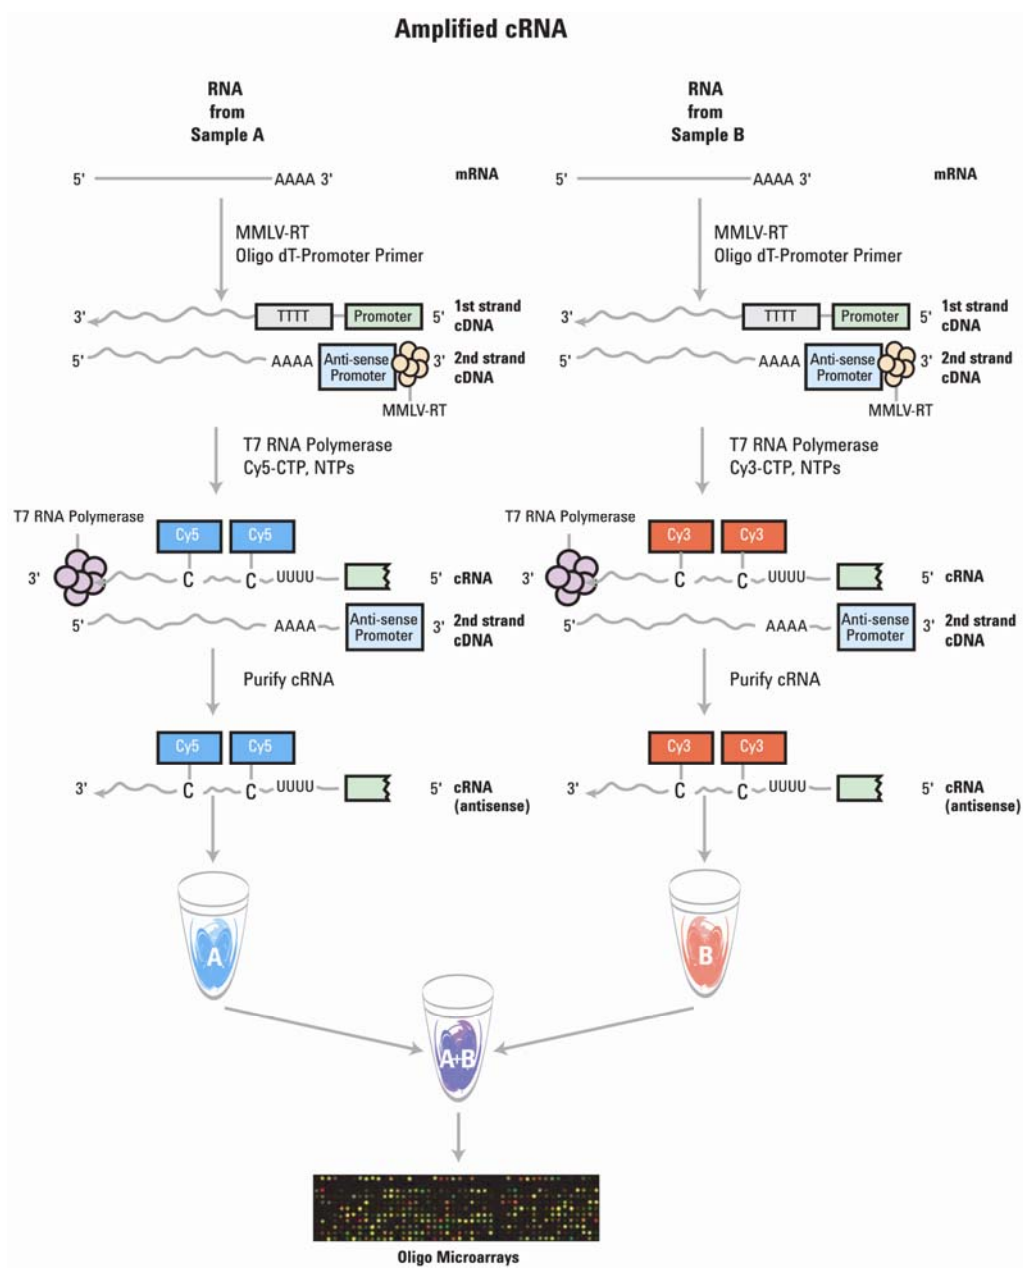 Amplified cRNA
RNA
from
Sample A
5' AAAA 3' mRNA
MMLV-RT
Oligo dT-Promoter Primer
3' TTTT Promoter 5' 1st strand
cDNA
5' AAAA Anti-sense
Promoter 3' 2nd strand
cDNA
MMLV-RT
T7 RNA Polymerase
Cy5-CTP, NTPs
T7 RNA Polymerase
Cy5 Cy5
3' C C UUUU 5' cRNA
5' AAAA Anti-sense
Promoter 3' 2nd strand
cDNA
Purify cRNA
Cy5 Cy5
3' C C UUUU 5' cRNA
(antisense)
A
RNA
from
Sample B
5' AAAA 3' mRNA
MMLV-RT
Oligo dT-Promoter Primer
3' TTTT Promoter 5' 1st strand
cDNA
5' AAAA Anti-sense
Promoter 3' 2nd strand
cDNA
MMLV-RT
T7 RNA Polymerase
Cy3-CTP, NTPs
T7 RNA Polymerase
Cy3 Cy3
3' C C UUUU 5' cRNA
5' AAAA Anti-sense
Promoter 3' 2nd strand
cDNA
Purify cRNA
Cy3 Cy3
3' C C UUUU 5' cRNA
(antisense)
B
A+B
Oligo Microarrays